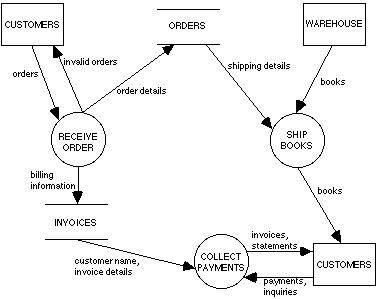 CUSTOMERS
ORDERS
WAREHOUSE
orders
invalid orders
order details
shipping details
books
RECEIVE
ORDER
SHIP
BOOKS
billing
information
books
INVOICES
customer name,
invoice details
COLLECT
PAYMENTS
invoices,
statements
payments,
inquiries
CUSTOMERS